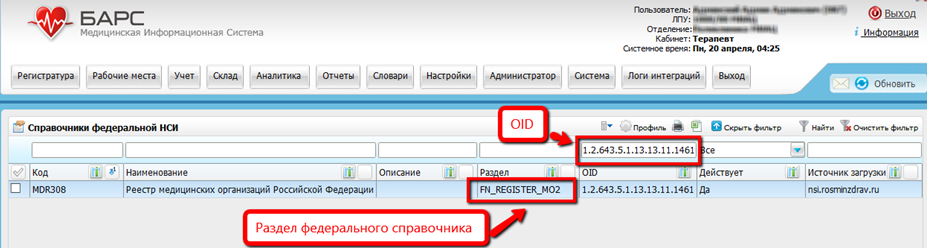 БАРС
Медицинская Информационная Система
Пользователь:
ЛПУ:
Отделение:
Кабинет: Терапевт
Системное время: Пн, 20 апреля, 04:25
Выход
Информация
Регистратура Рабочие места Учет Склад Аналитика Отчеты Словари Настройки Администратор Система Логи интеграций Выход
Обновить
OID
Справочники федеральной НСИ
Профиль Скрыть фильтр Найти Очистить фильтр
1.2.643.5.1.13.13.11.1461 Все
Код Наименование Описание Раздел OID Действует Источник загрузки
MDR308 Реестр медицинских организаций Российской Федерации FN_REGISTER_MO2 1.2.643.5.1.13.13.11.1461 Да nsi.rosminzdrav.ru
Раздел федерального справочника